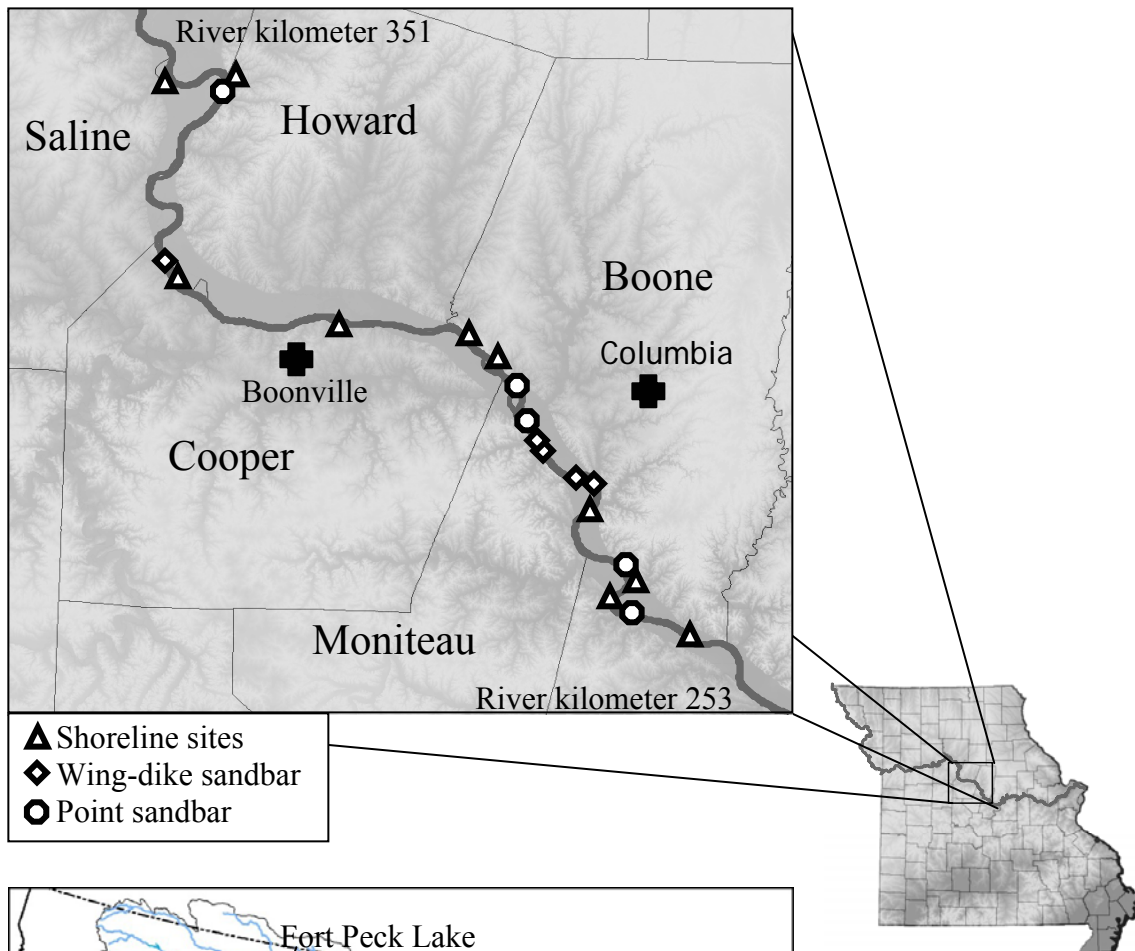 River kilometer 351
Saline
Howard
Boone
Columbia
Boonville
Cooper
Moniteau
River kilometer 253
Shoreline sites
Wing-dike sandbar
Point sandbar
Fort Peck Lake